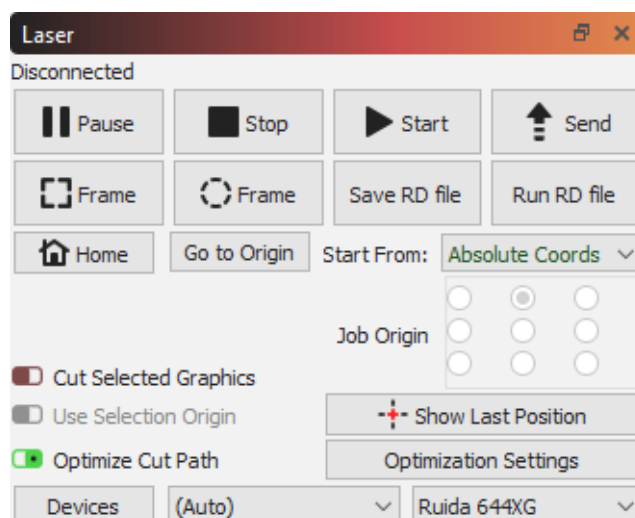 Laser
Disconnected
Pause Stop Start Send
Frame Frame Save RD file Run RD file
Home Go to Origin Start From: Absolute Coords
Job Origin
Cut Selected Graphics
Use Selection Origin Show Last Position
Optimize Cut Path Optimization Settings
Devices (Auto) Ruida 644XG